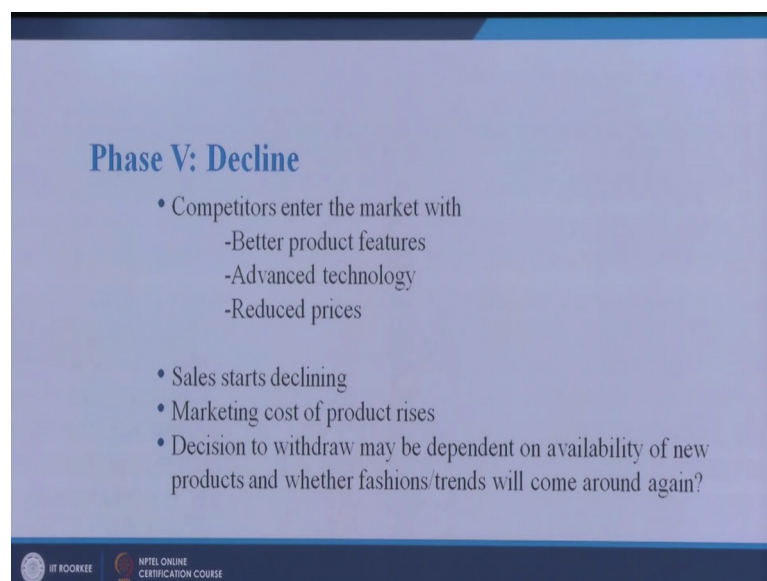 Phase V: Decline
• Competitors enter the market with
-Better product features
-Advanced technology
-Reduced prices
• Sales starts declining
• Marketing cost of product rises
• Decision to withdraw may be dependent on availability of new
products and whether fashions/trends will come around again?
IIT ROORKEE
NPTEL ONLINE
CERTIFICATION COURSE